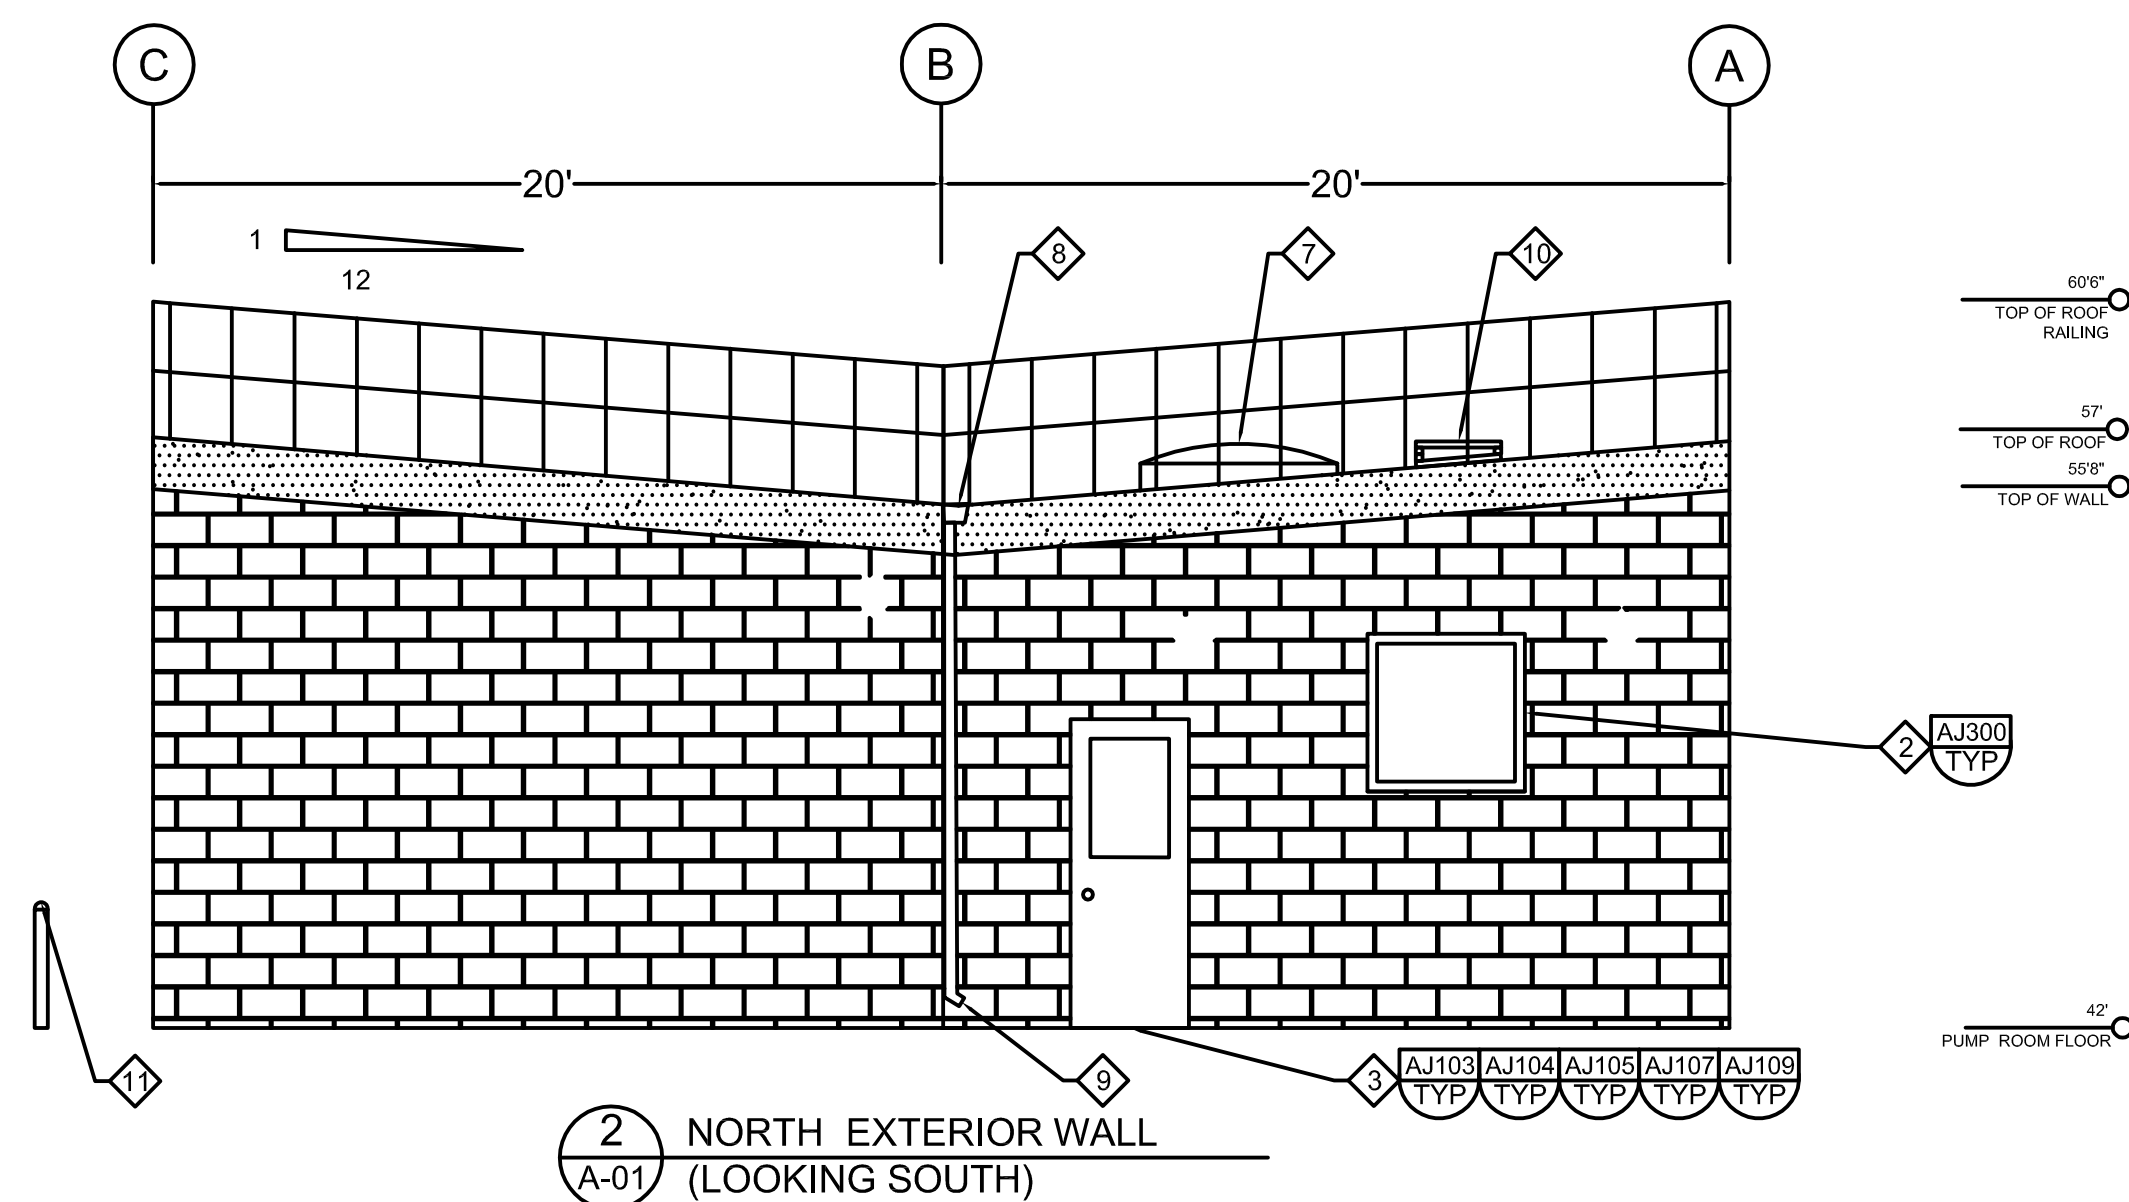 C
B
A
20'
20'
1
12
8
7
10
60'6"
TOP OF ROOF
RAILING
57'
TOP OF ROOF
55'8"
TOP OF WALL
2
AJ300
TYP
42'
PUMP ROOM FLOOR
11
9
3
AJ103 AJ104 AJ105 AJ107 AJ109
TYP TYP TYP TYP TYP
2
A-01
NORTH EXTERIOR WALL
(LOOKING SOUTH)